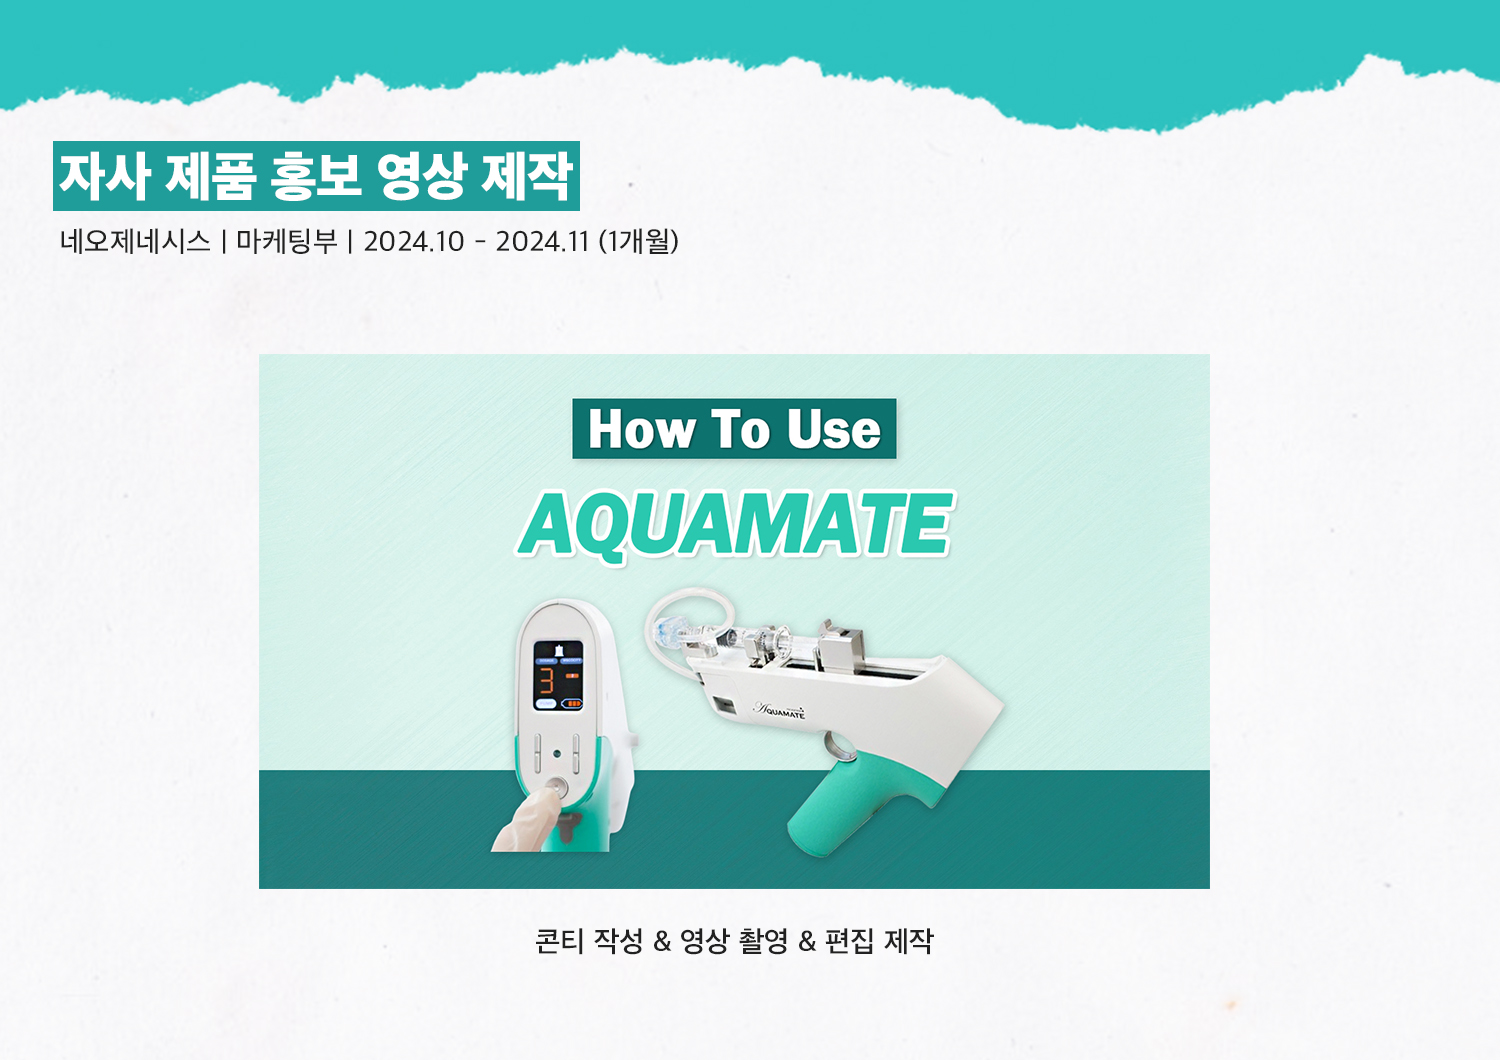 자사 제품 홍보 영상 제작
네오제네시스 | 마케팅부 | 2024.10 - 2024.11 (1개월)
How To Use
AQUAMATE
3
AQUAMATE
콘티 작성 & 영상 촬영 & 편집 제작